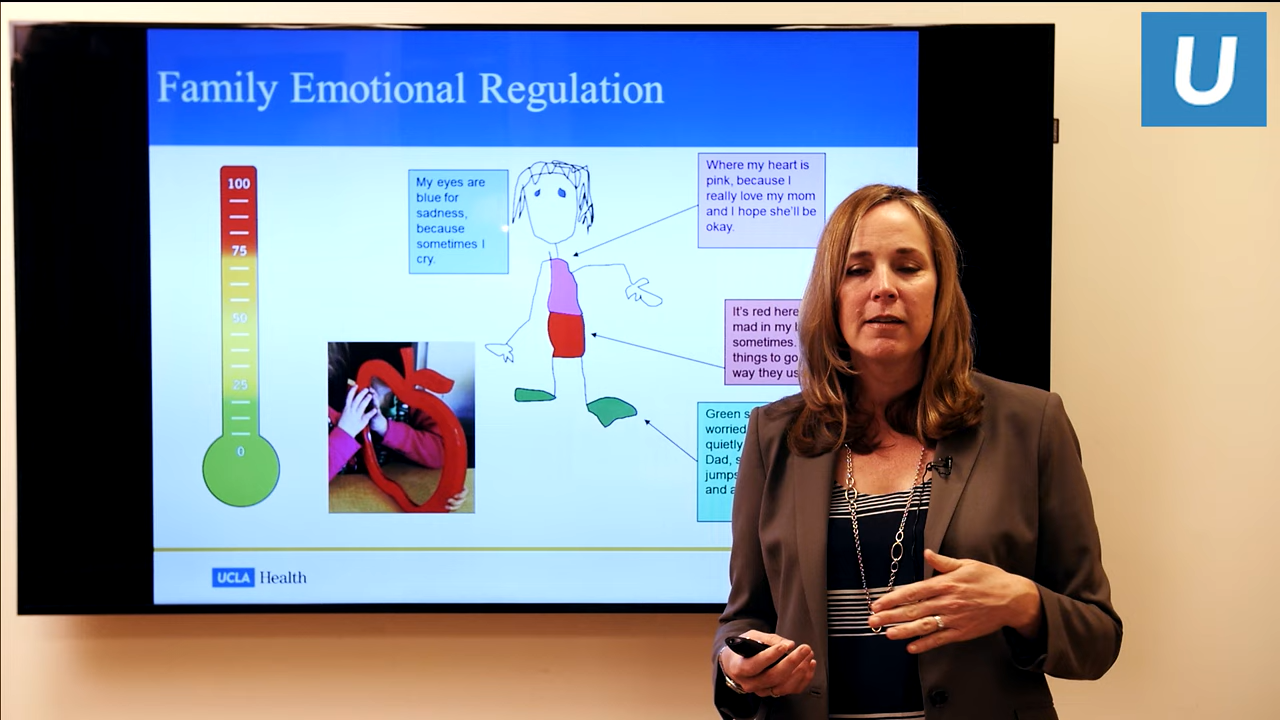 U
Family Emotional Regulation
100
75
50
25
0
My eyes are
blue for
sadness,
because
sometimes I
cry.
Where my heart is
pink, because I
really love my mom
and I hope she'll be
okay.
It's red here
mad in my
sometimes.
things to go
way they
Green
worried
quietly
Dad,
jumps
and
UCLA Health